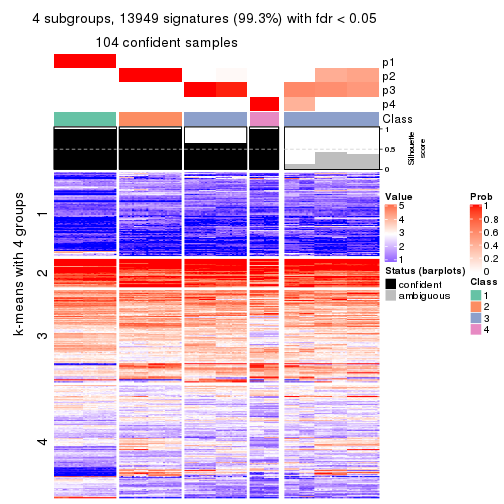 4 subgroups, 13949 signatures (99.3%) with fdr < 0.05
104 confident samples
p1
p2
p3
p4
Class
1
0.5
0
Silhouette
score
k-means with 4 groups
1
2
3
4
Value
5
4
3
2
1
Status (barplots)
confident
ambiguous
Prob
1
0.8
0.6
0.4
0.2
0
Class
1
2
3
4